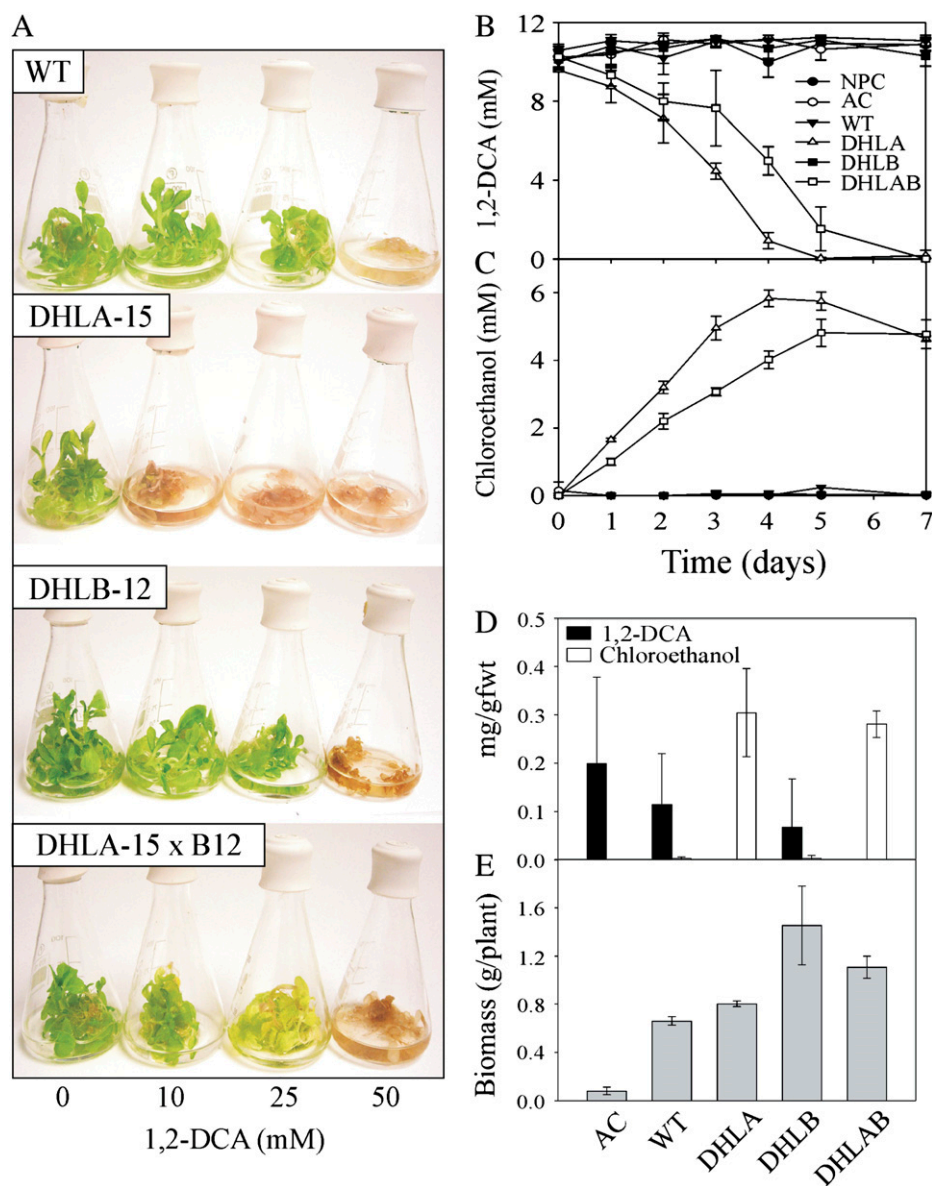 A
WT
DHLA-15
DHLB-12
DHLA-15 x B12
0 10 25 50
1,2-DCA (mM)
B
12
8
4
0
1,2-DCA (mM)
NPC
AC
WT
DHLA
DHLB
DHLAB
C
6
4
2
0
Chloroethanol (mM)
0 1 2 3 4 5 6 7
Time (days)
D
0.5
0.4
0.3
0.2
0.1
0.0
mg/gfwt
1,2-DCA
Chloroethanol
E
1.6
1.2
0.8
0.4
0.0
Biomass (g/plant)
AC WT DHLA DHLB DHLAB